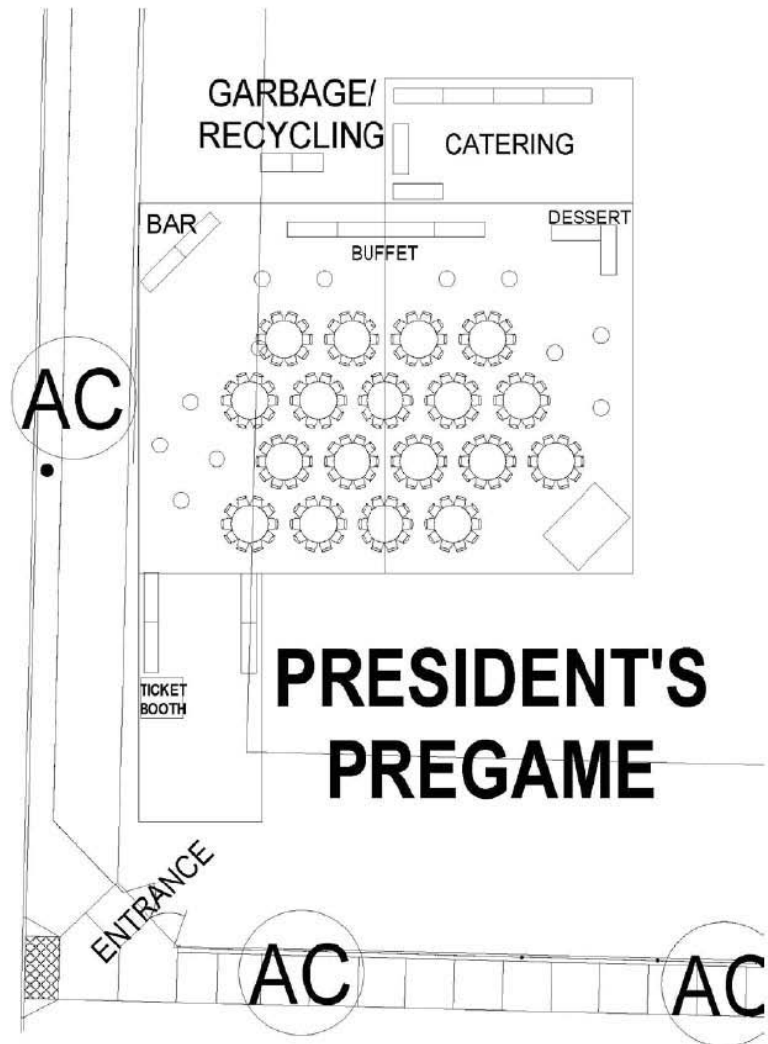 GARBAGE/
RECYCLING
CATERING
BAR
DESSERT
BUFFET
AC
TICKET
BOOTH
PRESIDENT'S
PREGAME
ENTRANCE
AC
AC